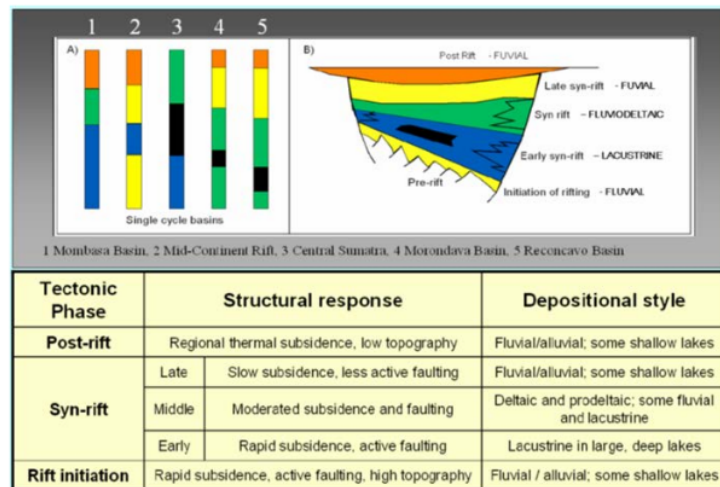 1 2 3 4 5
A)
B)
Post Rift - FUVIAL
Late syn-rift - FUVIAL
Syn rift - FLUVIODELTAIC
Early syn-rift - LACUSTRINE
Pre-rift
Initiation of rifting - FLUVIAL
Single cycle basins
1 Mombasa Basin, 2 Mid-Continent Rift, 3 Central Sumatra, 4 Morondava Basin, 5 Reconcavo Basin
Tectonic Phase Structural response Depositional style
Post-rift Regional thermal subsidence, low topography Fluvial/alluvial; some shallow lakes
Syn-rift Late Slow subsidence, less active faulting Fluvial/alluvial; some shallow lakes
Middle Moderated subsidence and faulting Deltaic and prodeltaic; some fluvial and lacustrine
Early Rapid subsidence, active faulting Lacustrine in large, deep lakes
Rift initiation Rapid subsidence, active faulting, high topography Fluvial / alluvial; some shallow lakes